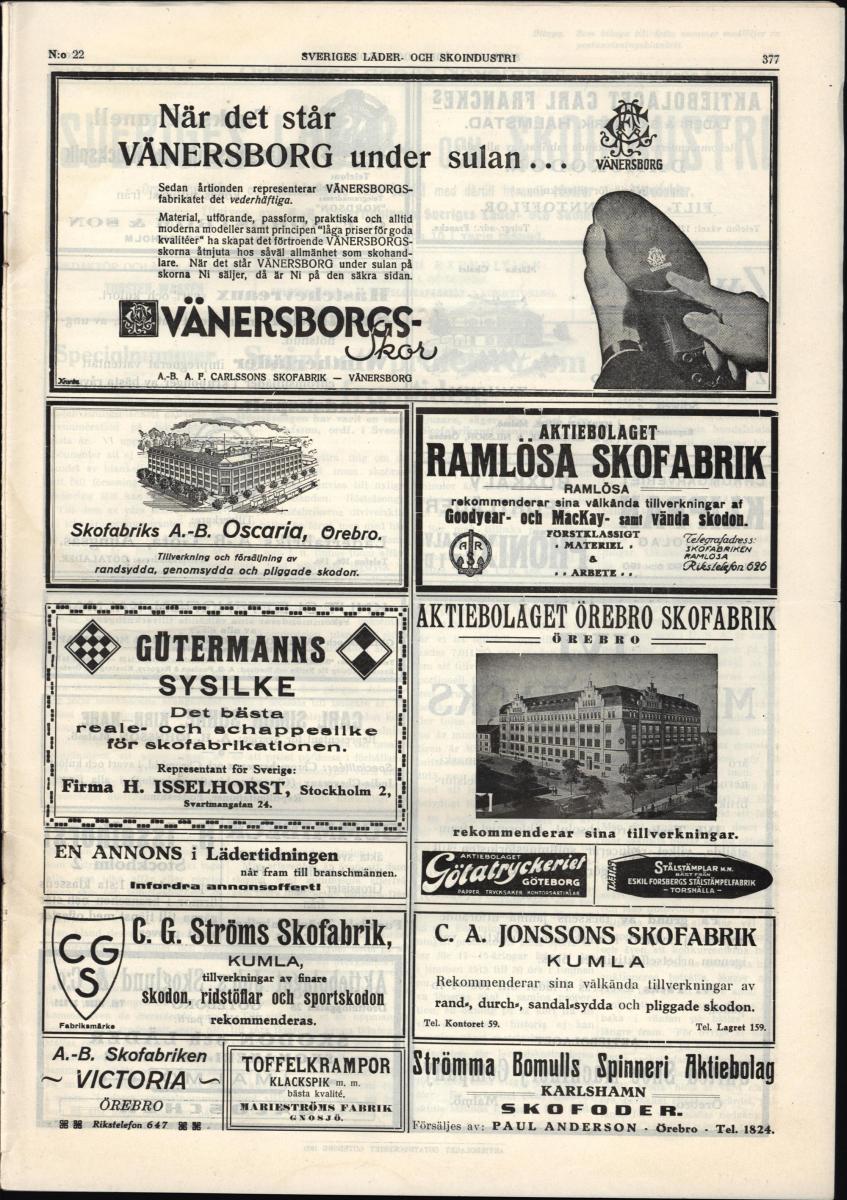 N:o 22
SVERIGES LÄDER- OCH SKOINDUSTRI
377
När det står
VÄNERSBORG under sulan...
VÄNERSBORG
Sedan årtionden representerar VÄNERSBORGS-
fabrikatet det vederhäftiga.
Material, utförande, passform, praktiska och alltid
moderna modeller samt principen "låga priser för goda
kvalitéer" ha skapat det förtroende VÄNERSBORGS-
skorna åtnjuta hos såväl allmänhet som skohand-
lare. När det står VÄNERSBORG under sulan på
skorna Ni säljer, då är Ni på den säkra sidan.
VÄNERSBORGS-
Skor
A.-B. A. F. CARLSSONS SKOFABRIK — VÄNERSBORG
Skofabriks A.-B. Oscaria, Örebro.
Tillverkning och försäljning av
randsydda, genomsydda och pliggade skodon.
AKTIEBOLAGET
RAMLÖSA SKOFABRIK
RAMLÖSA
rekommenderar sina välkända tillverkningar af
Goodyear- och MacKay- samt vända skodon.
FÖRSTKLASSIGT
. MATERIEL .
&
. . ARBETE . .
A R S
Telegrafadress:
SKOFABRIKEN
RAMLÖSA
Rikstelefon 626
GÜTERMANNS
SYSILKE
Det bästa
reale- och schappesilke
för skofabrikationen.
Representant för Sverige:
Firma H. ISSELHORST, Stockholm 2,
Svartmangatan 24.
AKTIEBOLAGET ÖREBRO SKOFABRIK
ÖREBRO
rekommenderar sina tillverkningar.
EN ANNONS i Lädertidningen
når fram till branschmännen.
Infordra annonsoffert!
AKTIEBOLAGET
Götatryckeriet
GÖTEBORG
PAPPER TRYCKSAKER KONTORSARTIKLAR
STÅLSTÄMPLAR M.M.
BÄST FRÅN
ESKIL FORSBERGS STÅLSTÄMPELFABRIK
- TORSHÄLLA -
CGS
Fabriksmärke
C. G. Ströms Skofabrik,
KUMLA,
tillverkningar av finare
skodon, ridstöflar och sportskodon
rekommenderas.
C. A. JONSSONS SKOFABRIK
KUMLA
Rekommenderar sina välkända tillverkningar av
rand-, durch-, sandal-sydda och pliggade skodon.
Tel. Kontoret 59.
Tel. Lagret 159.
A.-B. Skofabriken
VICTORIA
ÖREBRO
Rikstelefon 647
TOFFELKRAMPOR
KLACKSPIK m. m.
bästa kvalité.
MARIESTRÖMS FABRIK
GNOSJÖ.
Strömma Bomulls Spinneri Aktiebolag
KARLSHAMN
SKOFODER.
Försäljes av: PAUL ANDERSON - Örebro - Tel. 1824.